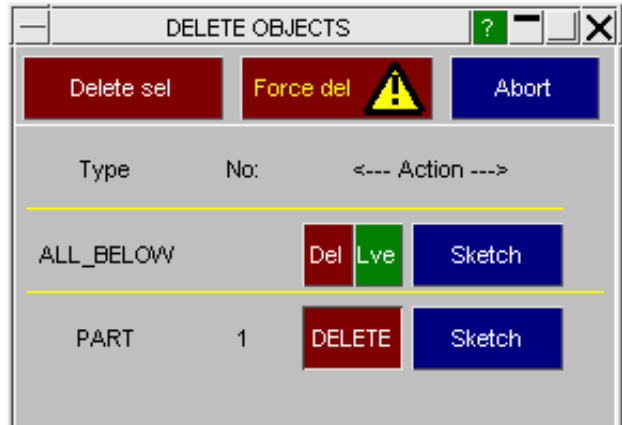 DELETE OBJECTS ?
Delete sel Force del ! Abort
Type No: <--- Action --->
ALL_BELOW Del Lve Sketch
PART 1 DELETE Sketch